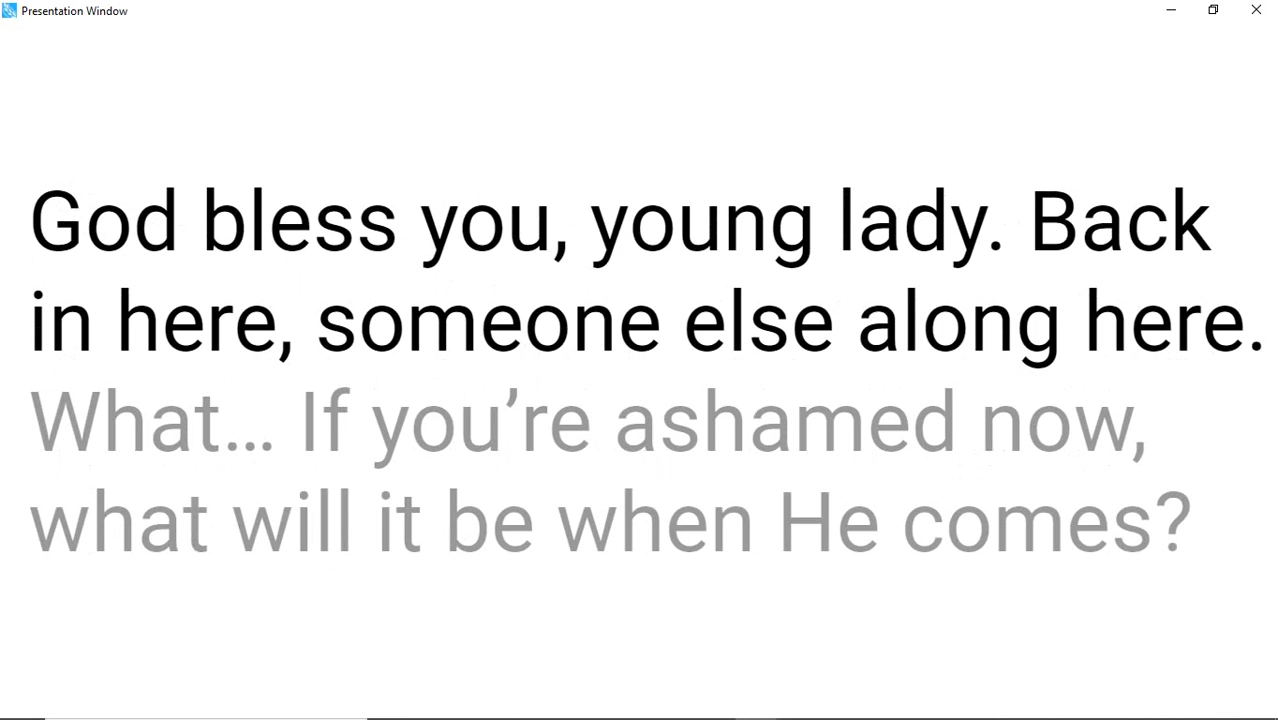 Presentation Window
God bless you, young lady. Back
in here, someone else along here.
What… If you’re ashamed now,
what will it be when He comes?